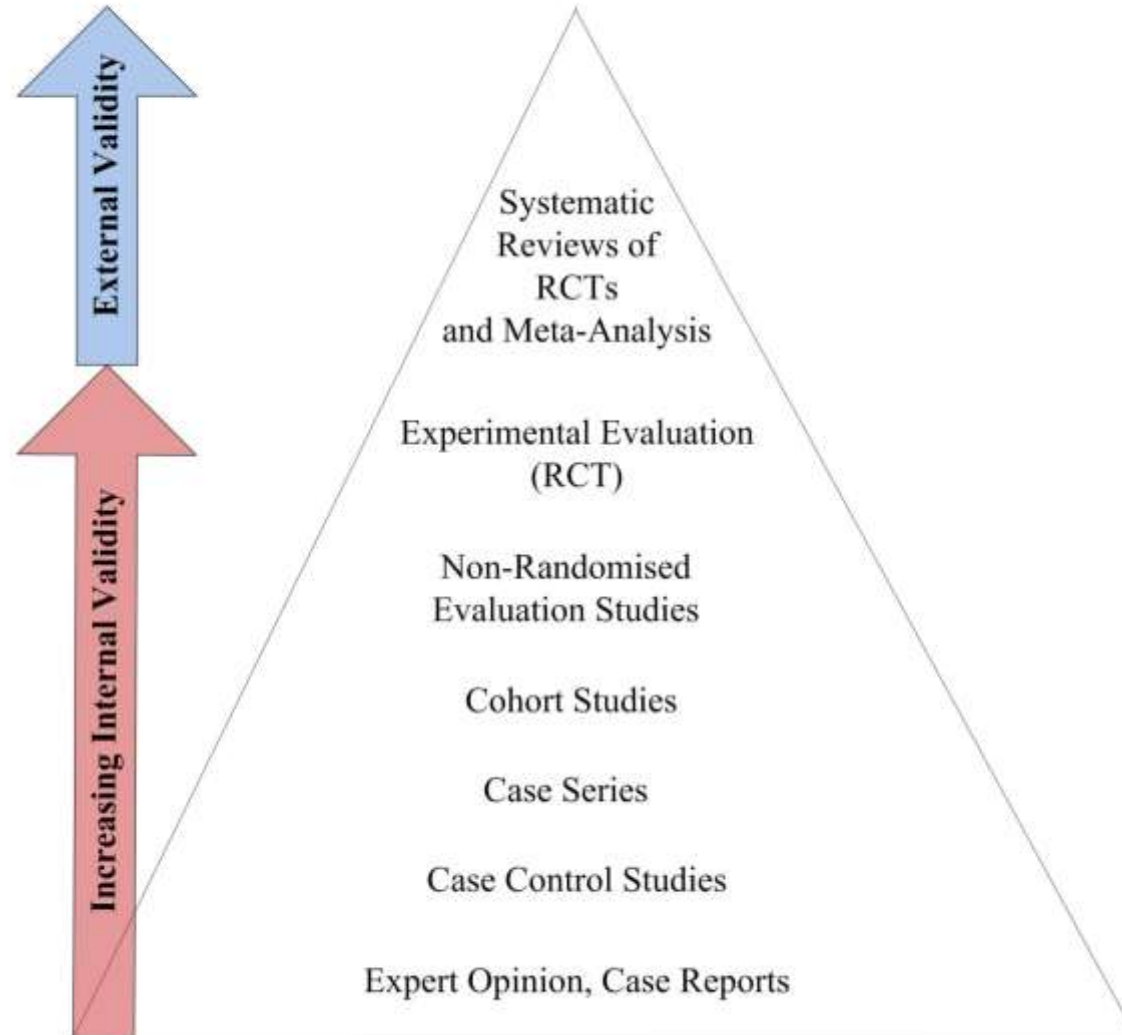 External Validity
Increasing Internal Validity
Systematic
Reviews of
RCTs
and Meta-Analysis
Experimental Evaluation
(RCT)
Non-Randomised
Evaluation Studies
Cohort Studies
Case Series
Case Control Studies
Expert Opinion, Case Reports